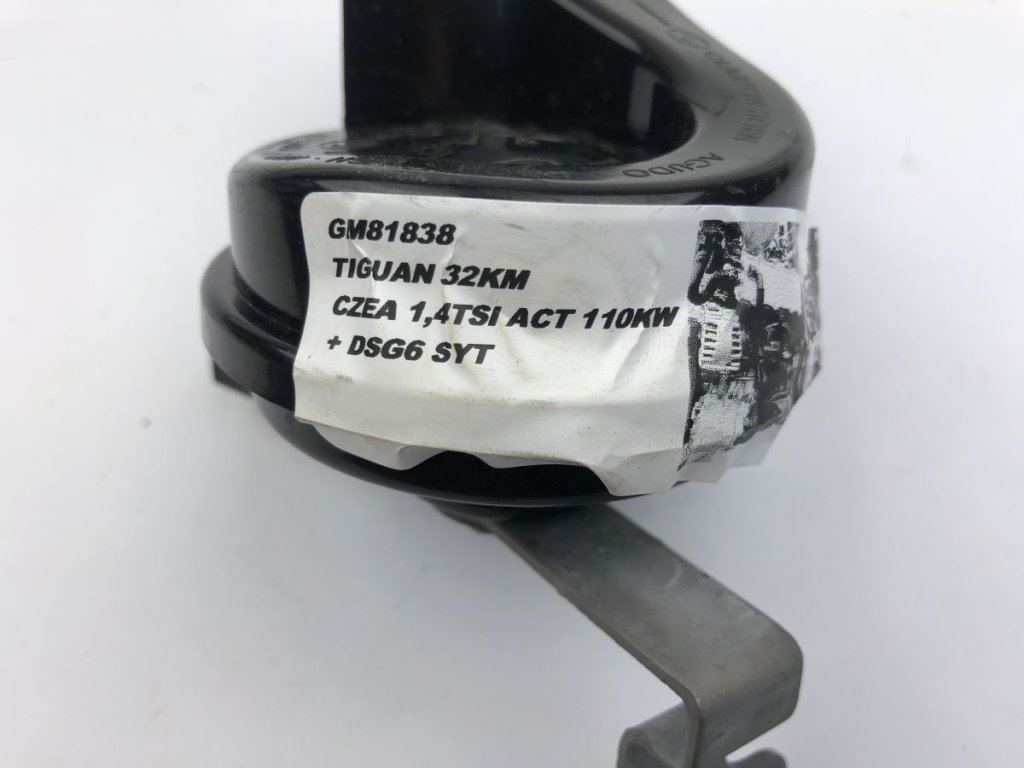 GM81838
TIGUAN 32KM
CZEA 1,4TSI ACT 110KW
+ DSG6 SYT
AGUDO